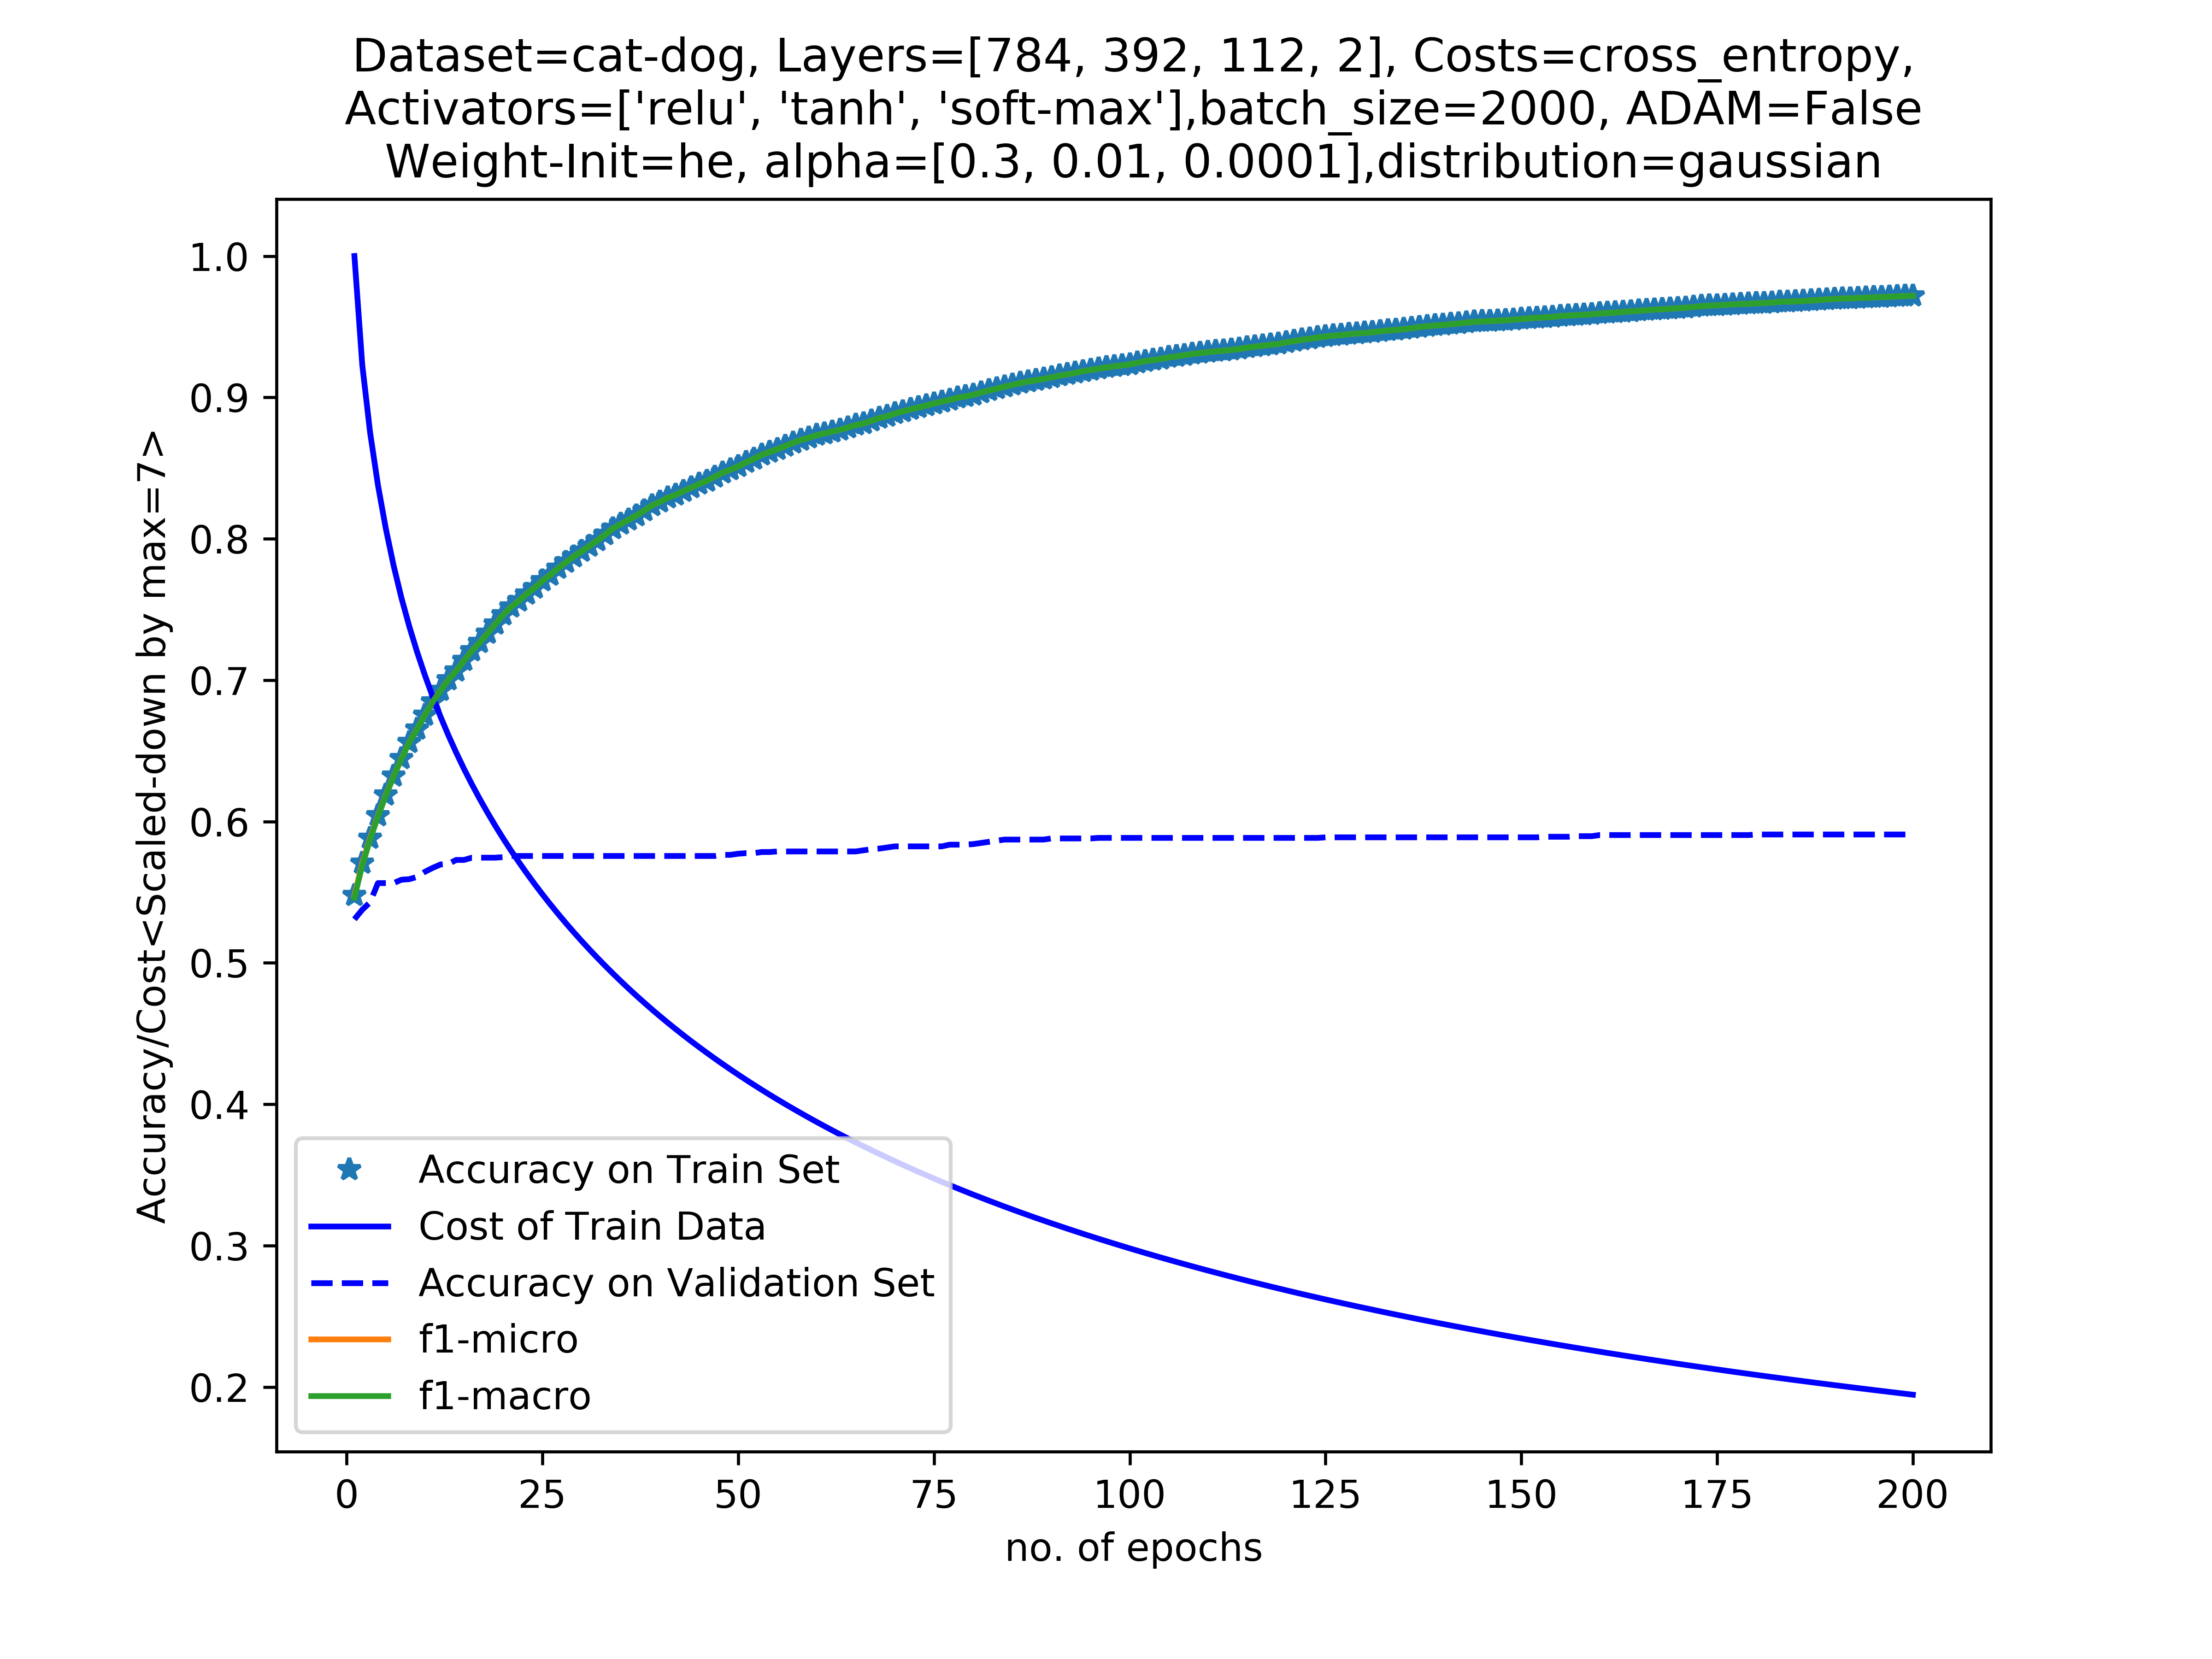 Dataset=cat-dog, Layers=[784, 392, 112, 2], Costs=cross_entropy,
Activators=['relu', 'tanh', 'soft-max'],batch_size=2000, ADAM=False
Weight-Init=he, alpha=[0.3, 0.01, 0.0001],distribution=gaussian
Accuracy/Cost<Scaled-down by max=7>
1.0
0.9
0.8
0.7
0.6
0.5
0.4
0.3
0.2
Accuracy on Train Set
Cost of Train Data
Accuracy on Validation Set
f1-micro
f1-macro
0 25 50 75 100 125 150 175 200
no. of epochs